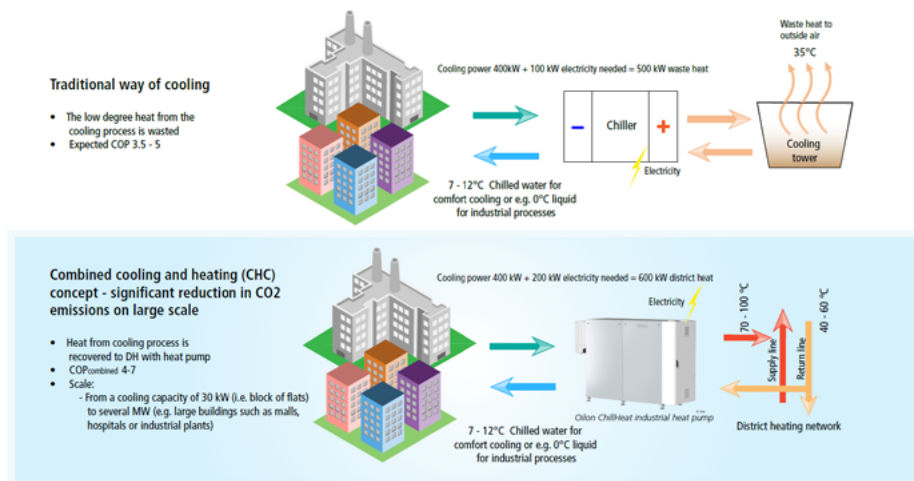 Waste heat to
outside air
35°C
Cooling power 400kW + 100 kW electricity needed = 500 kW waste heat
Traditional way of cooling
• The low degree heat from the
cooling process is wasted
• Expected COP 3.5 - 5
–
Chiller
+
Cooling
tower
Electricity
7 - 12°C Chilled water for
comfort cooling or e.g. 0°C liquid
for industrial processes
Combined cooling and heating (CHC)
concept - significant reduction in CO2
emissions on large scale
• Heat from cooling process is
recovered to DH with heat pump
• COPcombined 4-7
• Scale:
- From a cooling capacity of 30 kW (i.e. block of flats)
to several MW (e.g. large buildings such as malls,
hospitals or industrial plants)
Cooling power 400 kW + 200 kW electricity needed = 600 kW district heat
Electricity
70 - 100 °C
40 - 60 °C
Supply line
Return line
Oilon ChillHeat industrial heat pump
7 - 12°C Chilled water for
comfort cooling or e.g. 0°C liquid
for industrial processes
District heating network